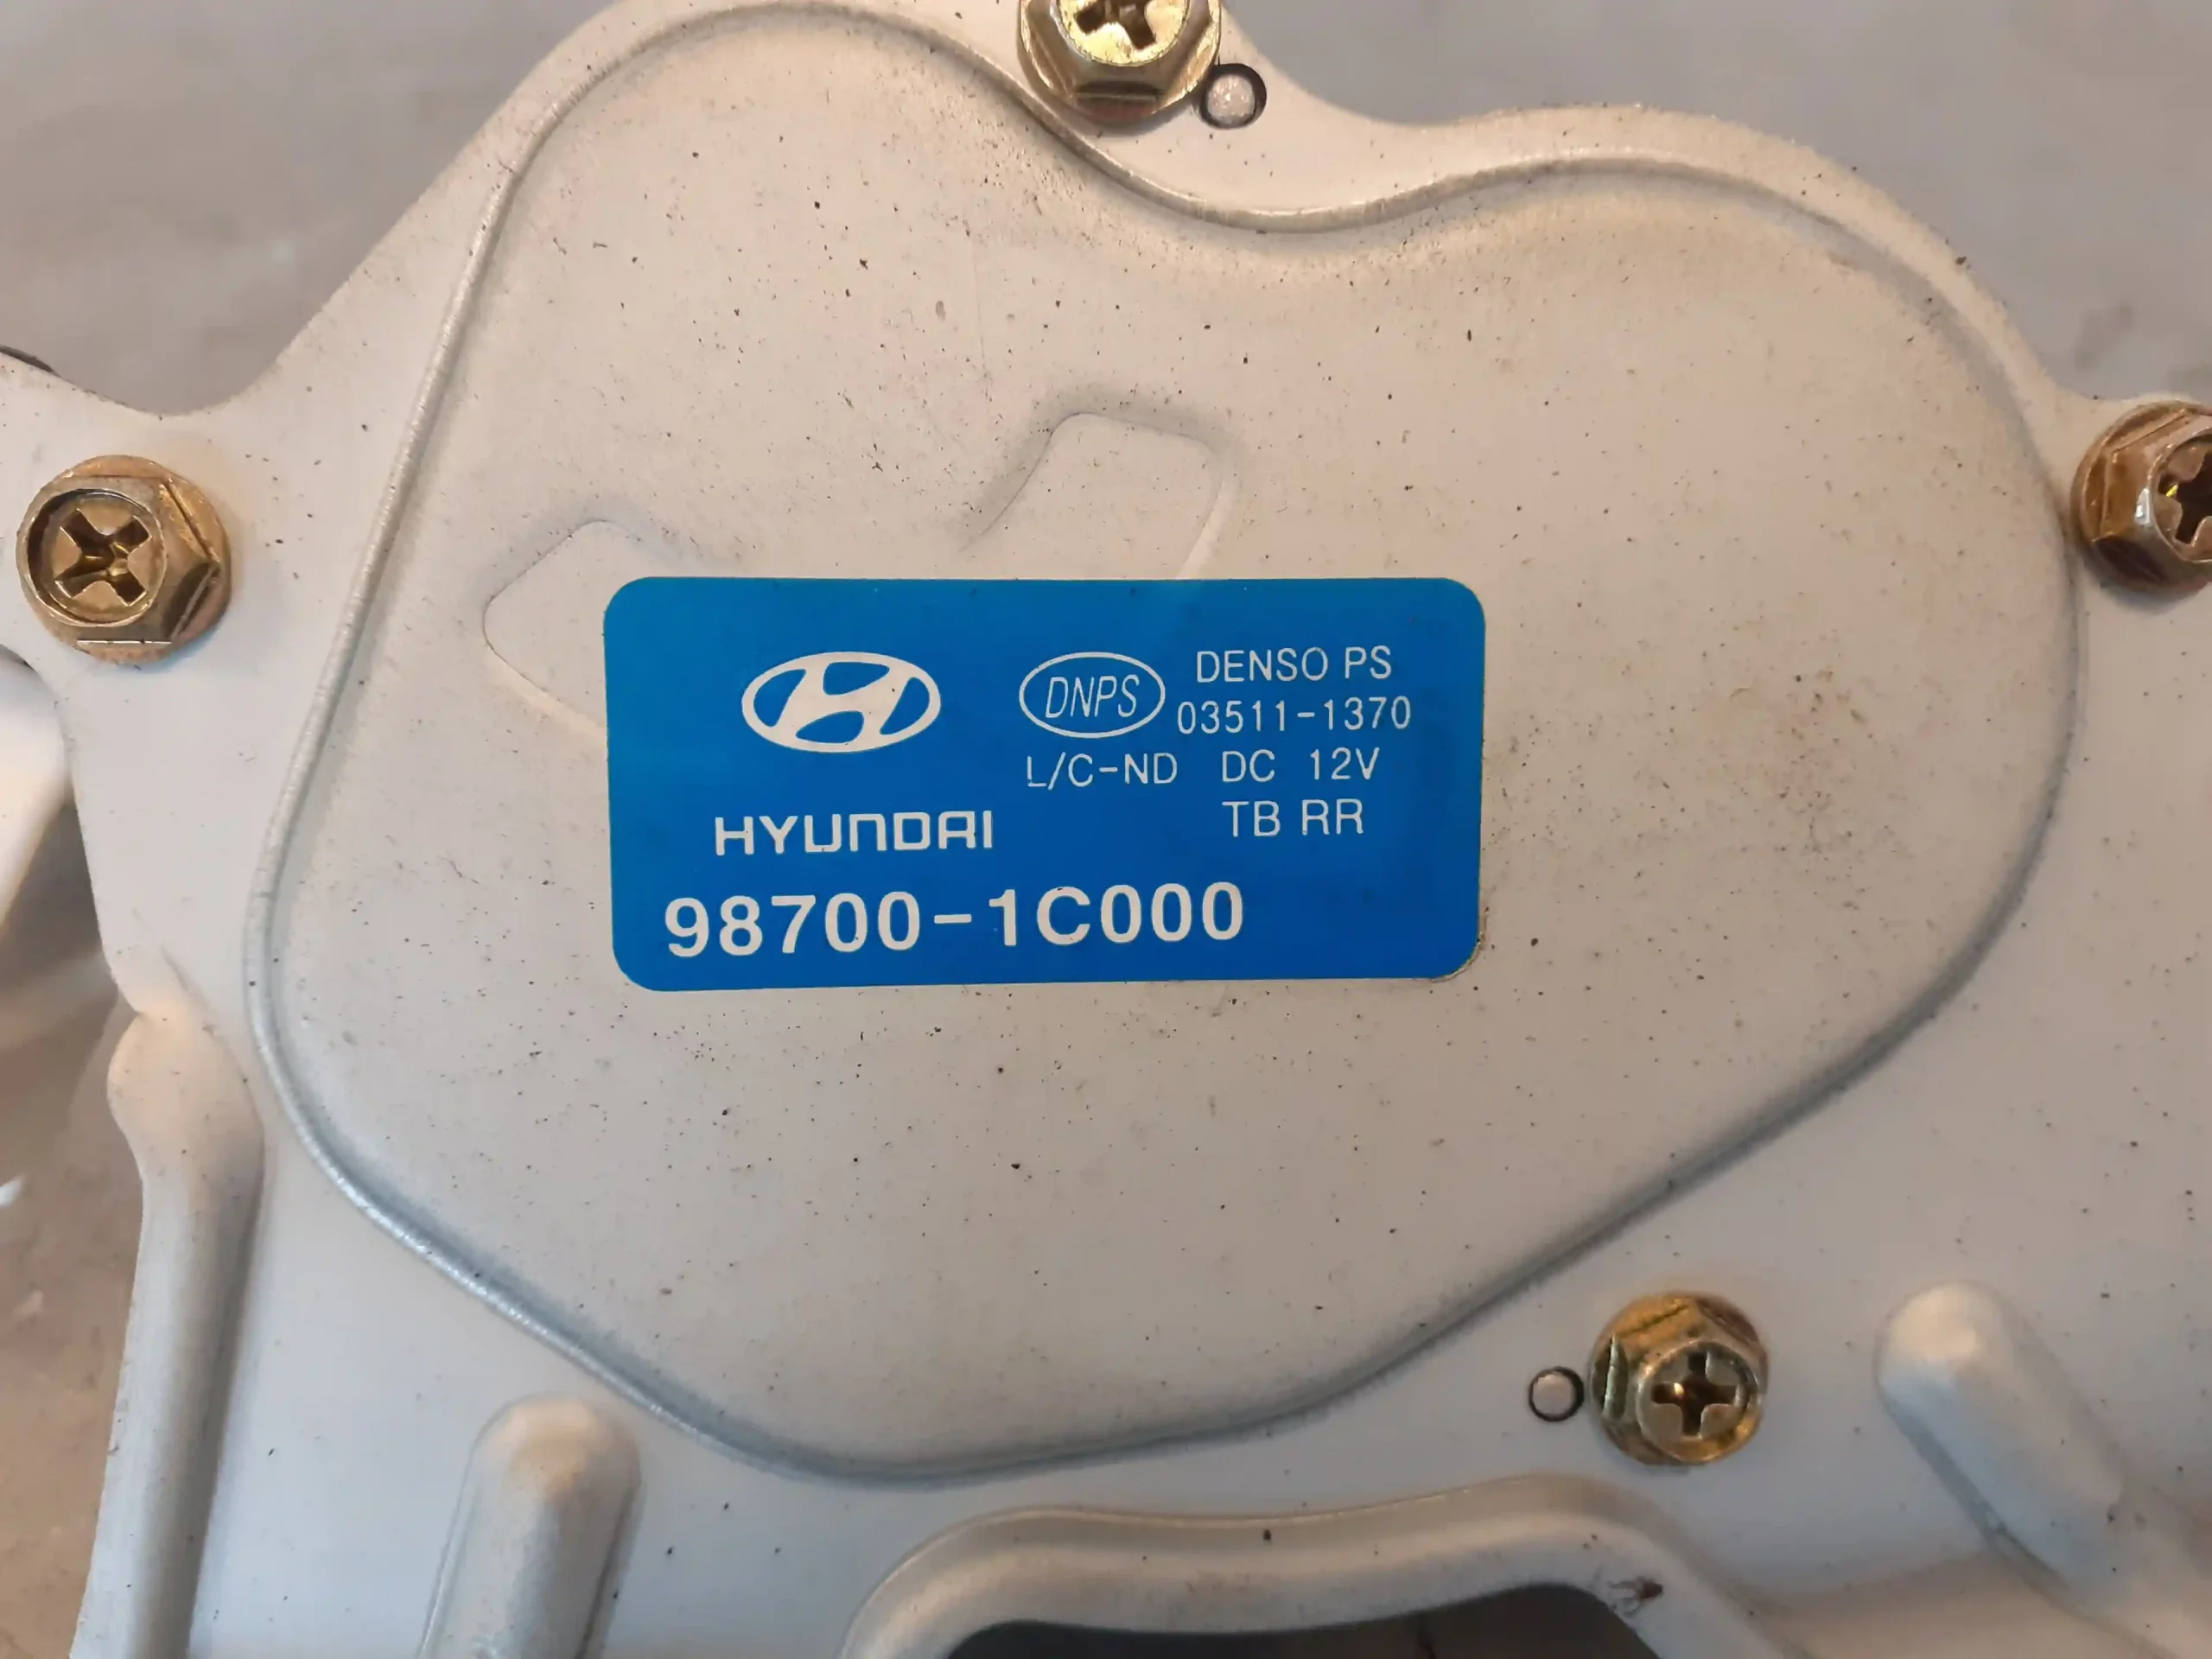 DNPS DENSO PS
03511-1370
L/C-ND DC 12V
HYUNDAI TB RR
98700-1C000